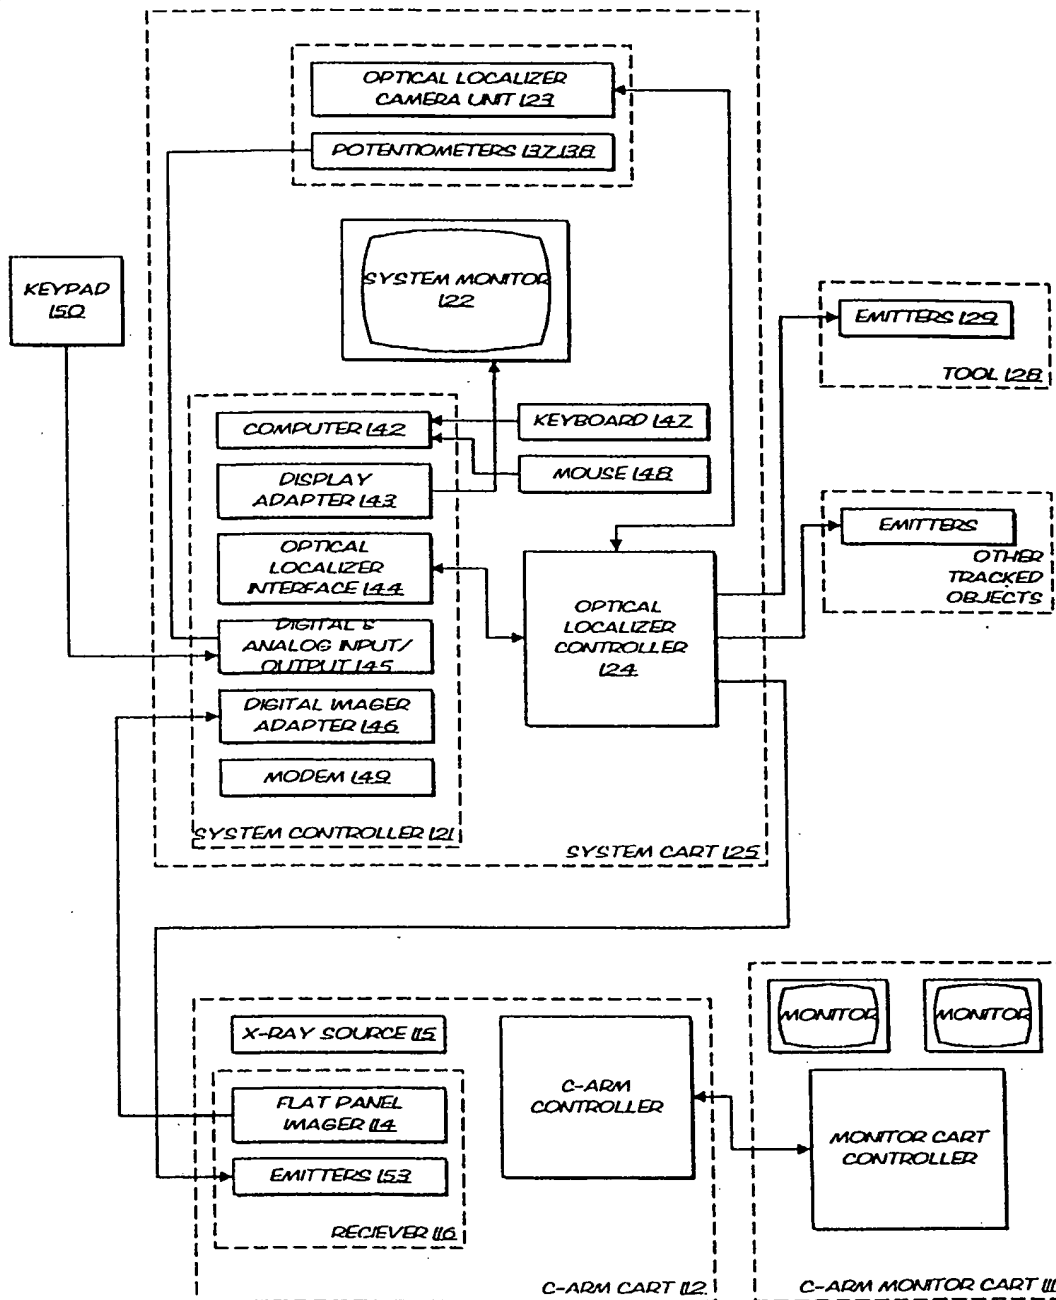 OPTICAL LOCALIZER
CAMERA UNIT 123
POTENTIOMETERS 137,138
SYSTEM MONITOR
122
KEYPAD
150
EMITTERS 129
TOOL 128
COMPUTER 142
KEYBOARD 147
DISPLAY
ADAPTER 143
MOUSE 148
OPTICAL
LOCALIZER
INTERFACE 144
EMITTERS
OTHER
TRACKED
OBJECTS
OPTICAL
LOCALIZER
CONTROLLER
124
DIGITAL &
ANALOG INPUT/
OUTPUT 145
DIGITAL IMAGER
ADAPTER 146
MODEM 149
SYSTEM CONTROLLER 121
SYSTEM CART 125
X-RAY SOURCE 115
FLAT PANEL
IMAGER 114
EMITTERS 153
RECIEVER 116
C-ARM
CONTROLLER
C-ARM CART 112
MONITOR
MONITOR
MONITOR CART
CONTROLLER
C-ARM MONITOR CART